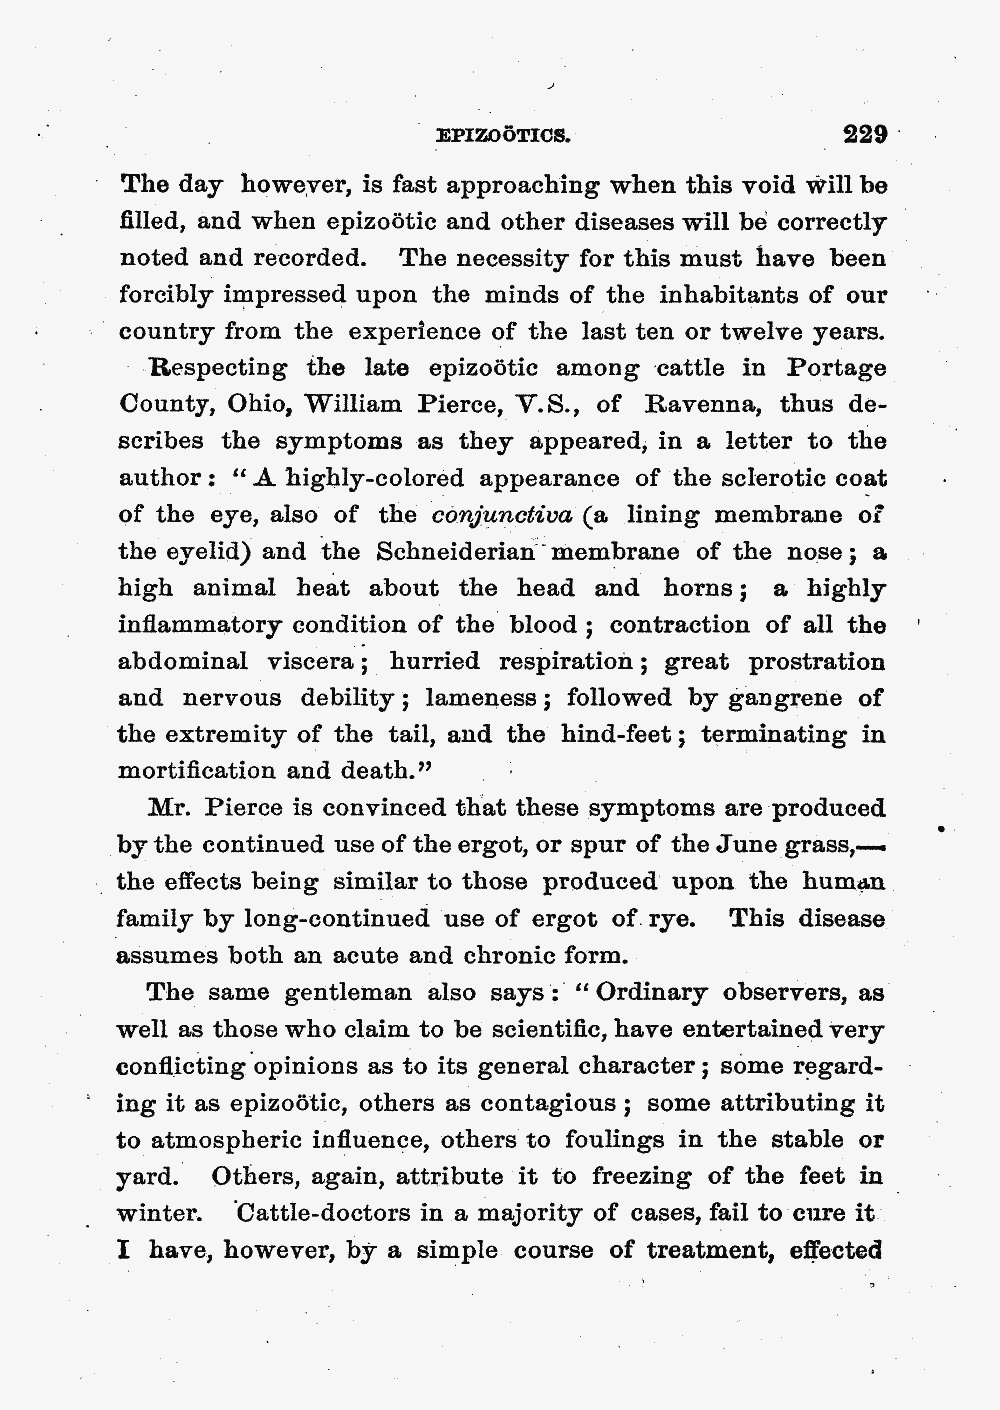 EPIZOÖTICS. 229
The day however, is fast approaching when this void will be
filled, and when epizoötic and other diseases will be correctly
noted and recorded. The necessity for this must have been
forcibly impressed upon the minds of the inhabitants of our
country from the experience of the last ten or twelve years.
Respecting the late epizoötic among cattle in Portage
County, Ohio, William Pierce, V.S., of Ravenna, thus de-
scribes the symptoms as they appeared, in a letter to the
author: “A highly-colored appearance of the sclerotic coat
of the eye, also of the conjunctiva (a lining membrane of
the eyelid) and the Schneiderian membrane of the nose; a
high animal heat about the head and horns; a highly
inflammatory condition of the blood; contraction of all the
abdominal viscera; hurried respiration; great prostration
and nervous debility; lameness; followed by gangrene of
the extremity of the tail, and the hind-feet; terminating in
mortification and death.”
Mr. Pierce is convinced that these symptoms are produced
by the continued use of the ergot, or spur of the June grass,—
the effects being similar to those produced upon the human
family by long-continued use of ergot of rye. This disease
assumes both an acute and chronic form.
The same gentleman also says: “Ordinary observers, as
well as those who claim to be scientific, have entertained very
conflicting opinions as to its general character; some regard-
ing it as epizoötic, others as contagious; some attributing it
to atmospheric influence, others to foulings in the stable or
yard. Others, again, attribute it to freezing of the feet in
winter. Cattle-doctors in a majority of cases, fail to cure it
I have, however, by a simple course of treatment, effected